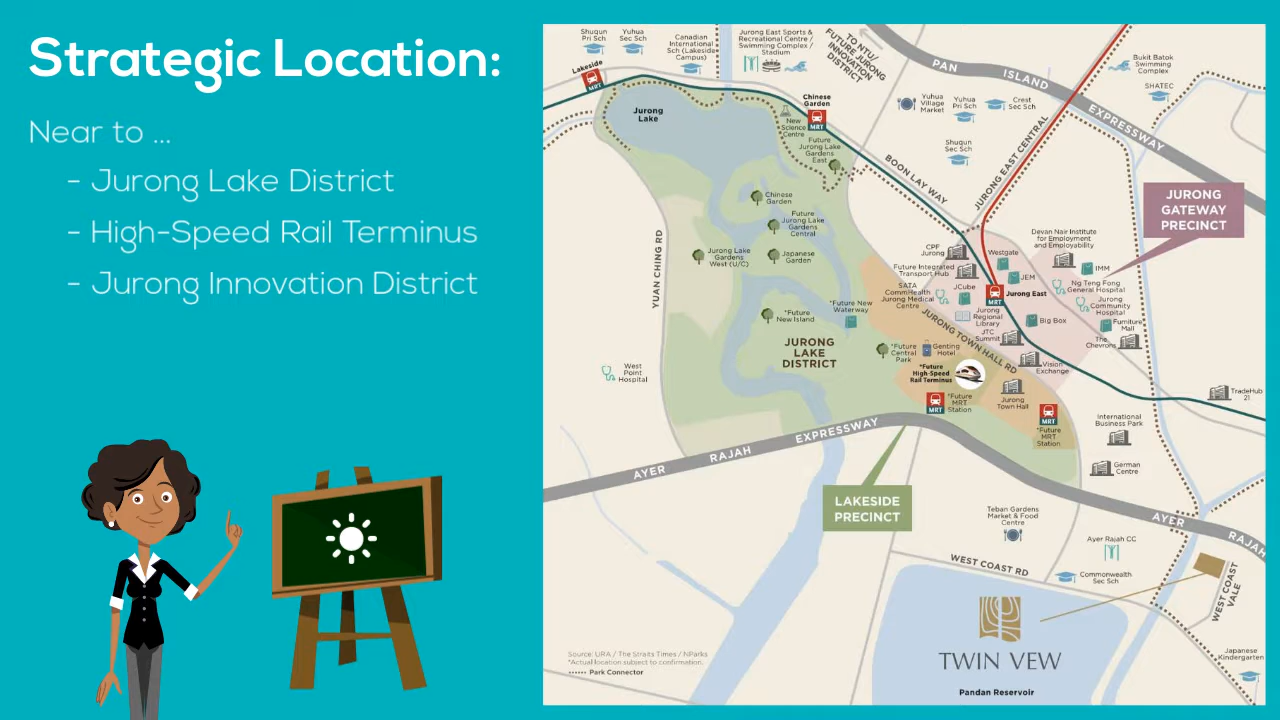 Strategic Location:
Near to ...
- Jurong Lake District
- High-Speed Rail Terminus
- Jurong Innovation District
Shuqun
Pri Sch
Yuhua
Sec Sch
Canadian
International
Sch (Lakeside
Campus)
Jurong East Sports &
Recreational Centre /
Swimming Complex /
Stadium
TO NTU/
FUTURE JURONG
INNOVATION
DISTRICT
PAN ISLAND EXPRESSWAY
Bukit Batok
Swimming
Complex
SHATEC
Lakeside
MRT
Jurong
Lake
Chinese
Garden
MRT
New
Science
Centre
Future
Jurong Lake
Gardens
East
Yuhua
Village
Market
Yuhua
Pri Sch
Crest
Sec Sch
Shuqun
Sec Sch
BOON LAY WAY
JURONG EAST CENTRAL
JURONG
GATEWAY
PRECINCT
Chinese
Garden
Future
Jurong Lake
Gardens
Central
Jurong Lake
Gardens
West (U/C)
Japanese
Garden
YUAN CHING RD
CPF
Jurong
Future Integrated
Transport Hub
Westgate
Devan Nair Institute
for Employment
and Employability
JEM
IMM
Ng Teng Fong
General Hospital
Jurong
Community
Hospital
SATA
CommHealth
Jurong Medical
Centre
JCube
MRT
Jurong East
Jurong
Regional
Library
Big Box
Furniture
Mall
The
Chevrons
JTC
Summit
Vision
Exchange
*Future New
Waterway
*Future
New Island
JURONG TOWN HALL RD
JURONG
LAKE
DISTRICT
*Future
Central
Park
Genting
Hotel
*Future
High-Speed
Rail Terminus
West
Point
Hospital
MRT
*Future
MRT
Station
Jurong
Town Hall
MRT
*Future
MRT
Station
TradeHub
21
International
Business Park
German
Centre
AYER RAJAH EXPRESSWAY
LAKESIDE
PRECINCT
Teban Gardens
Market & Food
Centre
AYER RAJAH
Ayer Rajah CC
WEST COAST RD
Commonwealth
Sec Sch
WEST COAST
VALE
TWIN VEW
Japanese
Kindergarten
Source: URA / The Straits Times / NParks
*Actual location subject to confirmation.
...... Park Connector
Pandan Reservoir